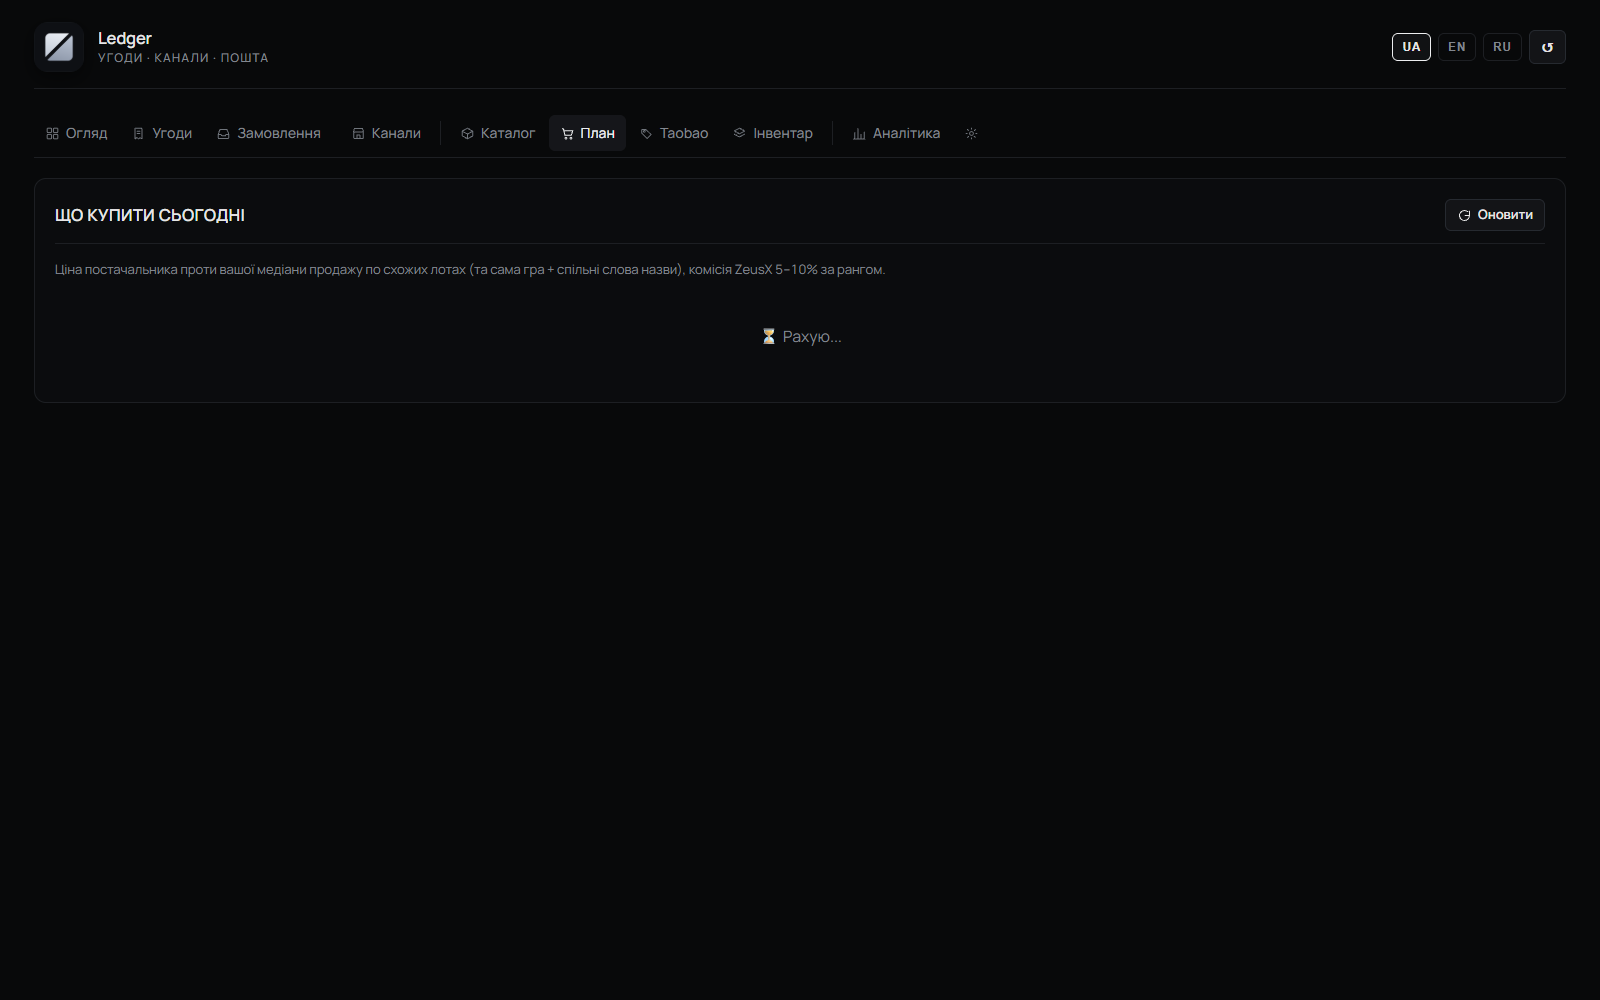 Ledger
УГОДИ · КАНАЛИ · ПОШТА
UA EN RU
Огляд Угоди Замовлення Канали Каталог План Taobao Інвентар Аналітика
ЩО КУПИТИ СЬОГОДНІ
Оновити
Ціна постачальника проти вашої медіани продажу по схожих лотах (та сама гра + спільні слова назви), комісія ZeusX 5–10% за рангом.
Рахую...